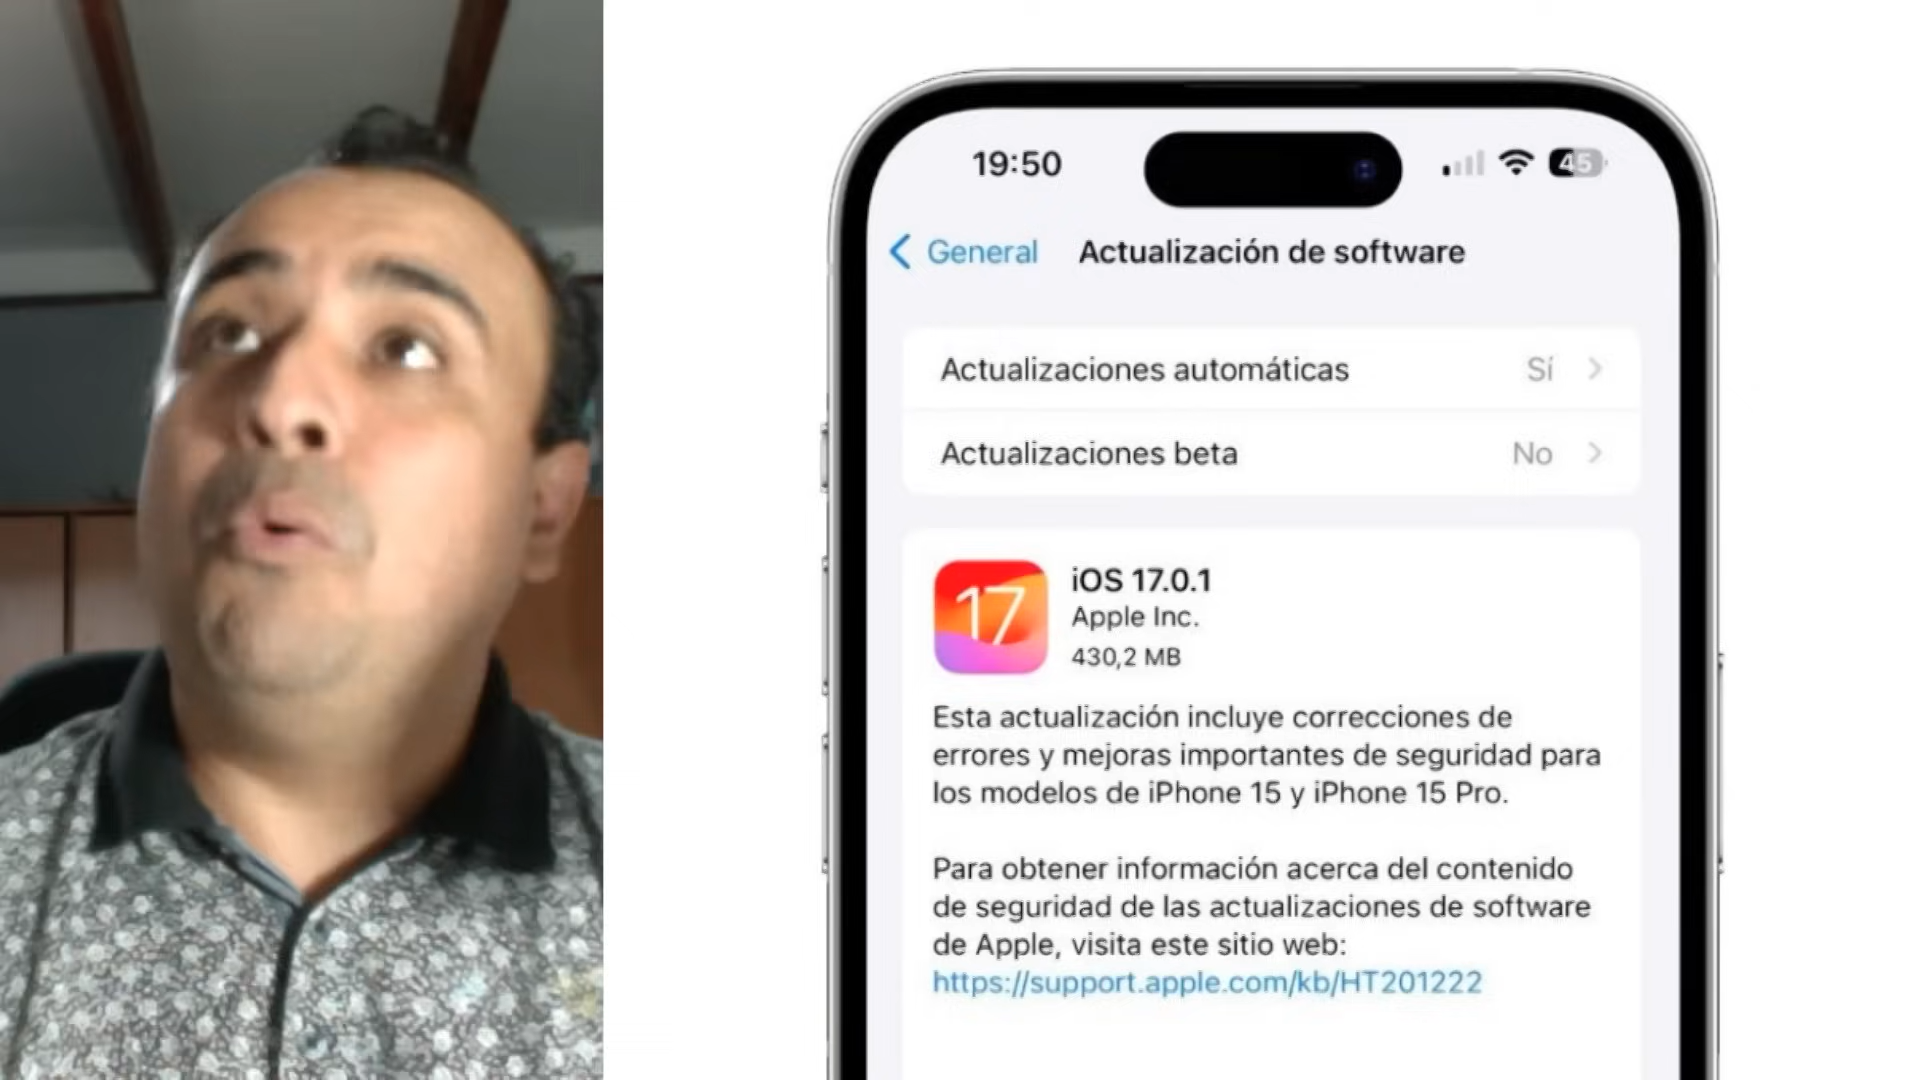 19:50
45
General
Actualización de software
Actualizaciones automáticas
Sí
Actualizaciones beta
No
17
iOS 17.0.1
Apple Inc.
430,2 MB
Esta actualización incluye correcciones de
errores y mejoras importantes de seguridad para
los modelos de iPhone 15 y iPhone 15 Pro.
Para obtener información acerca del contenido
de seguridad de las actualizaciones de software
de Apple, visita este sitio web:
https://support.apple.com/kb/HT201222